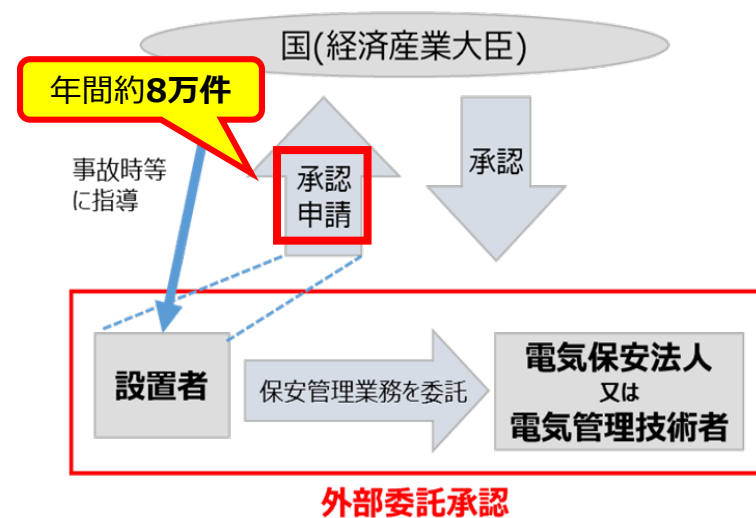 国(経済産業大臣)
年間約8万件
事故時等
に指導
承認
申請
承認
設置者
保安管理業務を委託
電気保安法人
又は
電気管理技術者
外部委託承認